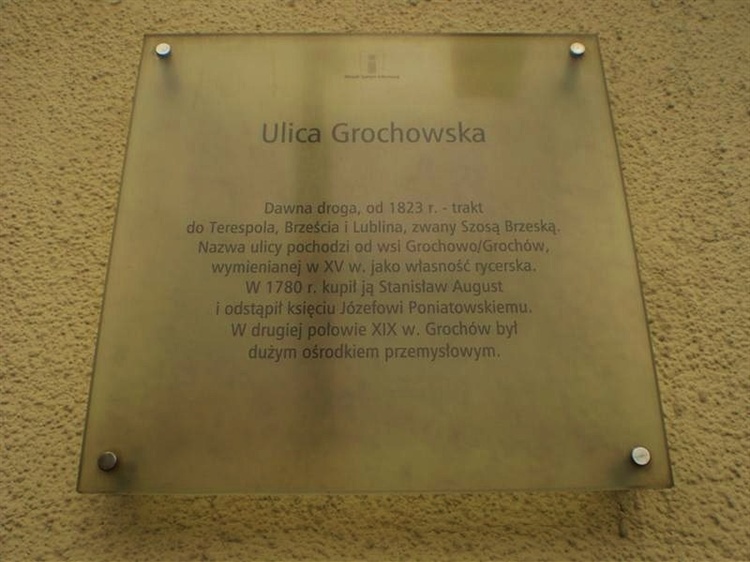 Ulica Grochowska
Dawna droga, od 1823 r. - trakt
do Terespola, Brześcia i Lublina, zwany Szosą Brzeską.
Nazwa ulicy pochodzi od wsi Grochowo/Grochów,
wymienianej w XV w. jako własność rycerska.
W 1780 r. kupił ją Stanisław August
i odstąpił księciu Józefowi Poniatowskiemu.
W drugiej połowie XIX w. Grochów był
dużym ośrodkiem przemysłowym.